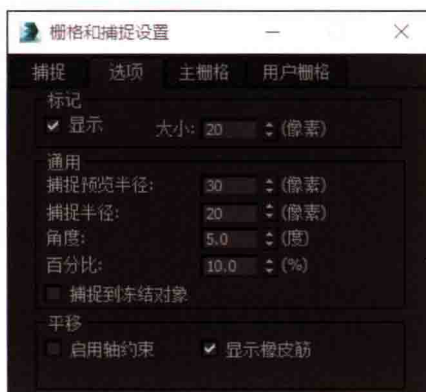 栅格和捕捉设置
捕捉 选项 主栅格 用户栅格
标记
显示 大小: 20 (像素)
通用
捕捉预览半径: 30 (像素)
捕捉半径: 20 (像素)
角度: 5.0 (度)
百分比: 10.0 (%)
捕捉到冻结对象
平移
启用轴约束 显示橡皮筋